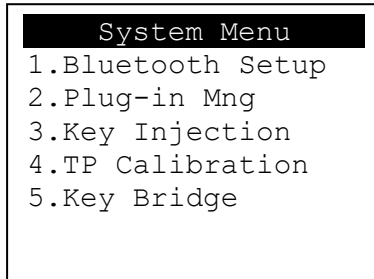 System Menu
1.Bluetooth Setup
2.Plug-in Mng
3.Key Injection
4.TP Calibration
5.Key Bridge